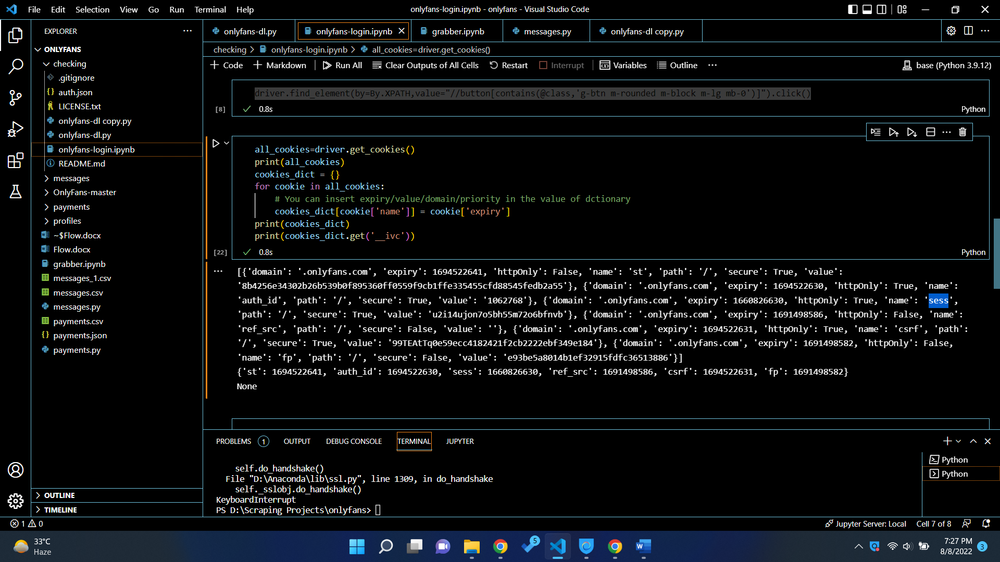 File Edit Selection View Go Run Terminal Help
onlyfans-login.ipynb - onlyfans - Visual Studio Code
EXPLORER
ONLYFANS
checking
.gitignore
auth.json
LICENSE.txt
onlyfans-dl copy.py
onlyfans-dl.py
onlyfans-login.ipynb
README.md
messages
OnlyFans-master
payments
profiles
~$Flow.docx
Flow.docx
grabber.ipynb
messages_1.csv
messages.csv
messages.py
payments.csv
payments.json
payments.py
OUTLINE
TIMELINE
onlyfans-dl.py onlyfans-login.ipynb grabber.ipynb messages.py onlyfans-dl copy.py
checking > onlyfans-login.ipynb > all_cookies=driver.get_cookies()
+ Code + Markdown Run All Clear Outputs of All Cells Restart Interrupt Variables Outline ... base (Python 3.9.12)
driver.find_element(by=By.XPATH,value="//button[contains(@class,'g-btn m-rounded m-block m-lg mb-0')]").click()
[8] 0.8s Python
all_cookies=driver.get_cookies()
print(all_cookies)
cookies_dict = {}
for cookie in all_cookies:
# You can insert expiry/value/domain/priority in the value of dctionary
cookies_dict[cookie['name']] = cookie['expiry']
print(cookies_dict)
print(cookies_dict.get('__ivc'))
[22] 0.8s Python
[{'domain': '.onlyfans.com', 'expiry': 1694522641, 'httpOnly': False, 'name': 'st', 'path': '/', 'secure': True, 'value':
'8b4256e34302b26b539b0f895360ff0559f9cb1ffe335455cfd88545fedb2a55'}, {'domain': '.onlyfans.com', 'expiry': 1694522630, 'httpOnly': True, 'name':
'auth_id', 'path': '/', 'secure': True, 'value': '1062768'}, {'domain': '.onlyfans.com', 'expiry': 1660826630, 'httpOnly': True, 'name': 'sess',
'path': '/', 'secure': True, 'value': 'u2i14ujon7o5bh55m72o6bfnvb'}, {'domain': '.onlyfans.com', 'expiry': 1691498586, 'httpOnly': False, 'name':
'ref_src', 'path': '/', 'secure': False, 'value': ''}, {'domain': '.onlyfans.com', 'expiry': 1694522631, 'httpOnly': True, 'name': 'csrf', 'path':
'/', 'secure': True, 'value': '99TEAtTq0e59ecc4182421f2cb2222ebf349e184'}, {'domain': '.onlyfans.com', 'expiry': 1691498582, 'httpOnly': False,
'name': 'fp', 'path': '/', 'secure': False, 'value': 'e93be5a8014b1ef32915fdfc36513886'}]
{'st': 1694522641, 'auth_id': 1694522630, 'sess': 1660826630, 'ref_src': 1691498586, 'csrf': 1694522631, 'fp': 1691498582}
None
PROBLEMS 1 OUTPUT DEBUG CONSOLE TERMINAL JUPYTER
self.do_handshake()
File "D:\Anaconda\lib\ssl.py", line 1309, in do_handshake
self._sslobj.do_handshake()
KeyboardInterrupt
PS D:\Scraping Projects\onlyfans>
Python
Python
1 0
Jupyter Server: Local Cell 7 of 8
33°C
Haze
5
7:27 PM
8/8/2022
3